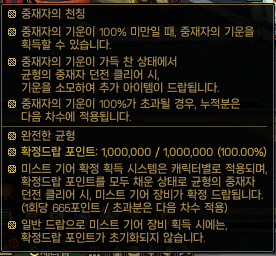 중재자의 천칭
중재자의 기운이 100% 미만일 때, 중재자의 기운을
획득할 수 있습니다.
중재자의 기운이 가득 찬 상태에서
균형의 중재자 던전 클리어 시,
기운을 소모하여 추가 아이템이 드랍됩니다.
중재자의 기운이 100%가 초과될 경우, 누적분은
다음 차수에 적용됩니다.
완전한 균형
확정드랍 포인트: 1,000,000 / 1,000,000 (100.00%)
미스트 기어 확정 획득 시스템은 캐릭터별로 적용되며,
확정드랍 포인트를 모두 채운 상태로 균형의 중재자
던전 클리어 시, 미스트 기어 장비가 확정 드랍됩니다.
(1회당 665포인트 / 초과분은 다음 차수 적용)
일반 드랍으로 미스트 기어 장비 획득 시에는,
확정드랍 포인트가 초기화되지 않습니다.